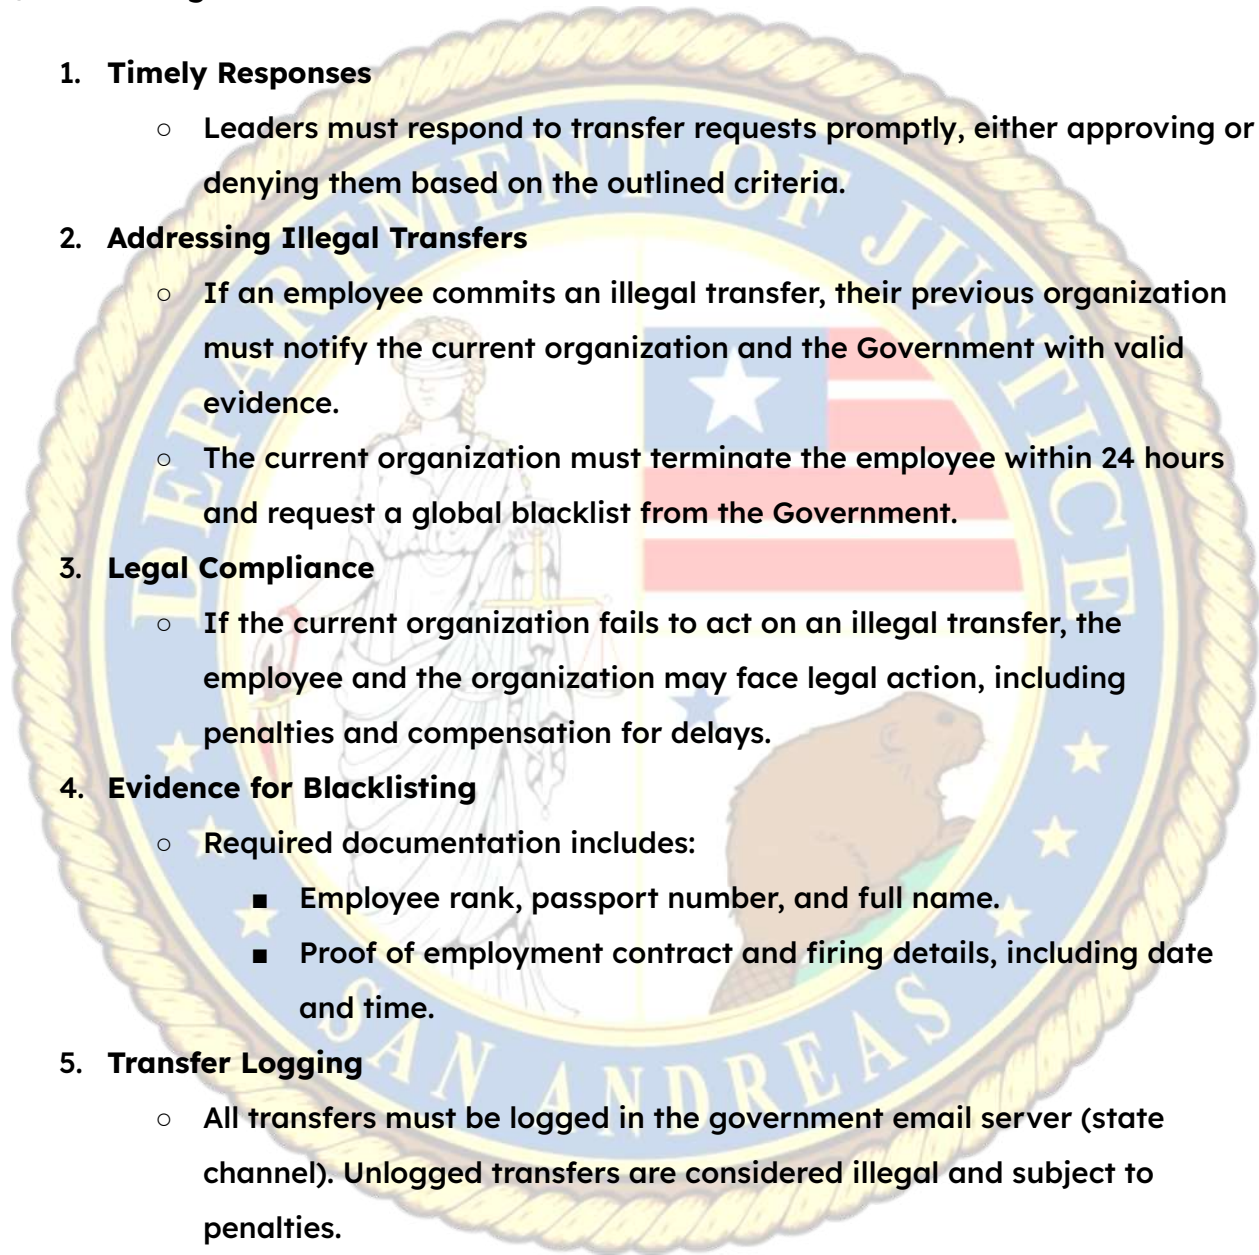 1. Timely Responses
○ Leaders must respond to transfer requests promptly, either approving or
denying them based on the outlined criteria.
2. Addressing Illegal Transfers
○ If an employee commits an illegal transfer, their previous organization
must notify the current organization and the Government with valid
evidence.
○ The current organization must terminate the employee within 24 hours
and request a global blacklist from the Government.
3. Legal Compliance
○ If the current organization fails to act on an illegal transfer, the
employee and the organization may face legal action, including
penalties and compensation for delays.
4. Evidence for Blacklisting
○ Required documentation includes:
■ Employee rank, passport number, and full name.
■ Proof of employment contract and firing details, including date
and time.
5. Transfer Logging
○ All transfers must be logged in the government email server (state
channel). Unlogged transfers are considered illegal and subject to
penalties.
DEPARTMENT OF JUSTICE
SAN ANDREAS